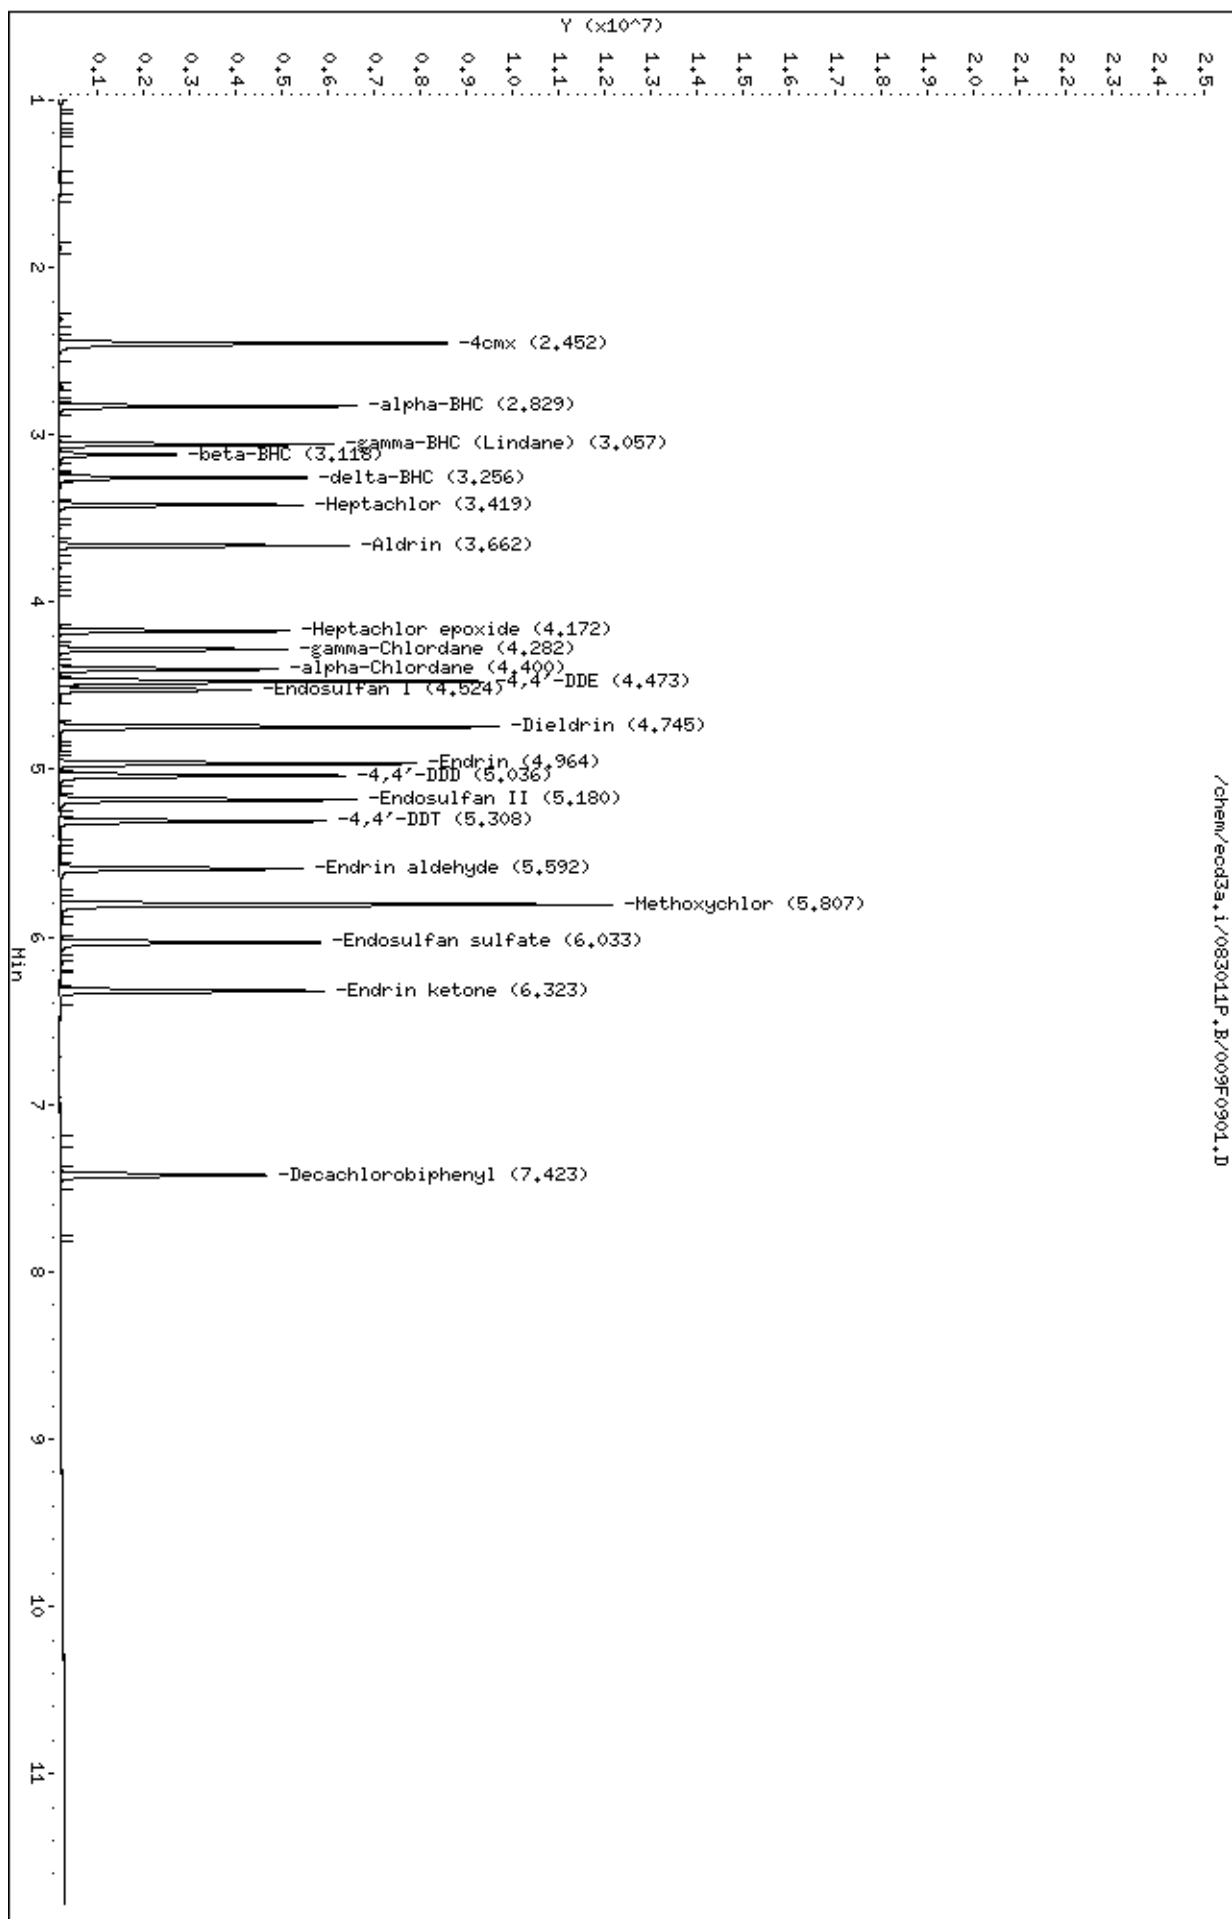 Y (x10^7)
0.1
0.2
0.3
0.4
0.5
0.6
0.7
0.8
0.9
1.0
1.1
1.2
1.3
1.4
1.5
1.6
1.7
1.8
1.9
2.0
2.1
2.2
2.3
2.4
2.5
1
2
3
4
5
6
7
8
9
10
11
Min
-4cmx (2.452)
-alpha-BHC (2.829)
-gamma-BHC (Lindane) (3.057)
-beta-BHC (3.118)
-delta-BHC (3.256)
-Heptachlor (3.419)
-Aldrin (3.662)
-Heptachlor epoxide (4.172)
-gamma-Chlordane (4.282)
-alpha-Chlordane (4.400)
-4,4'-DDE (4.473)
-Endosulfan I (4.524)
-Dieldrin (4.745)
-Endrin (4.964)
-4,4'-DDD (5.036)
-Endosulfan II (5.180)
-4,4'-DDT (5.308)
-Endrin aldehyde (5.592)
-Methoxychlor (5.807)
-Endosulfan sulfate (6.033)
-Endrin ketone (6.323)
-Decachlorobiphenyl (7.423)
/chem/ecd3a.i/083011P.B/009F0901.D